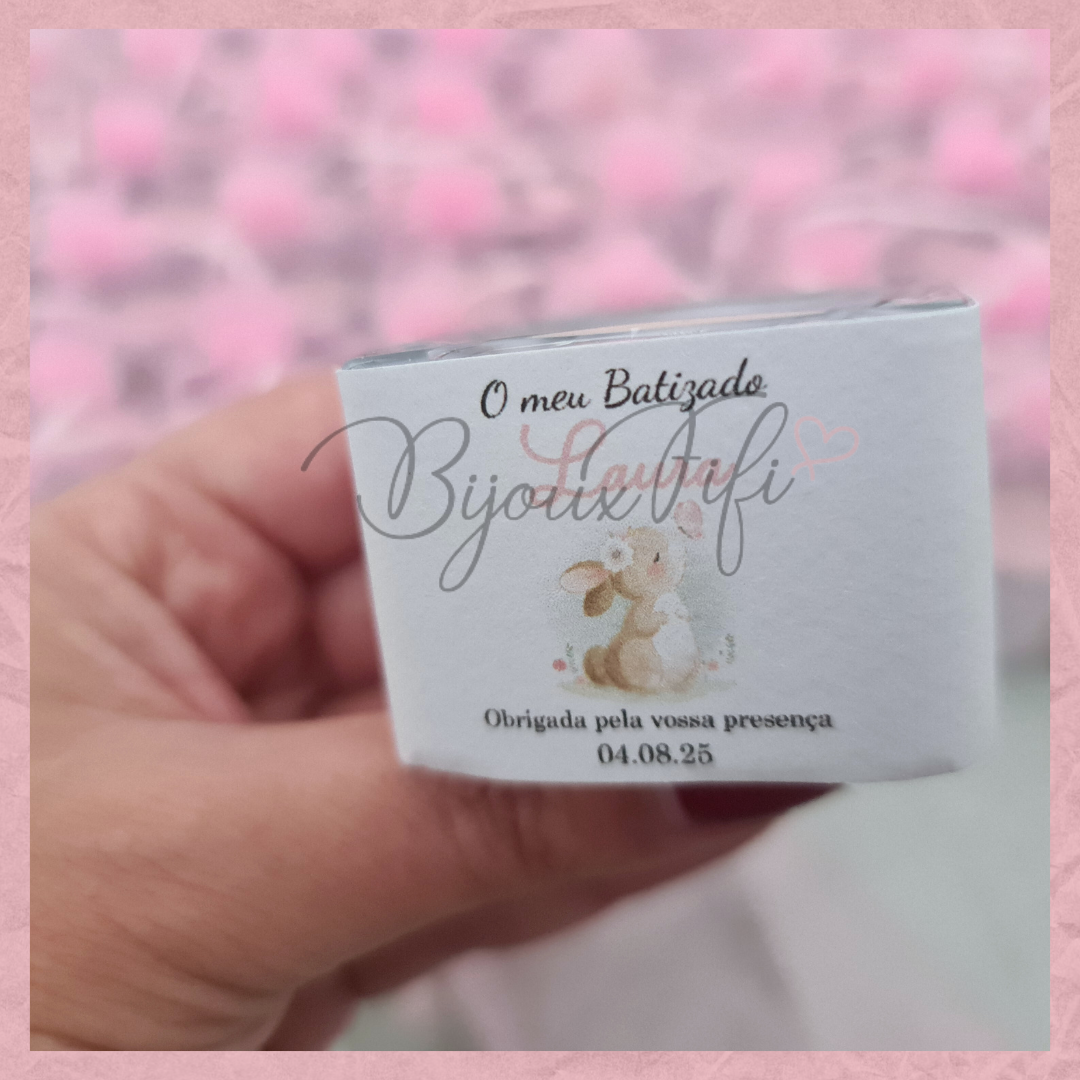 O meu Batizado
Laura
Bijoux Fifi
Obrigada pela vossa presença
04.08.25